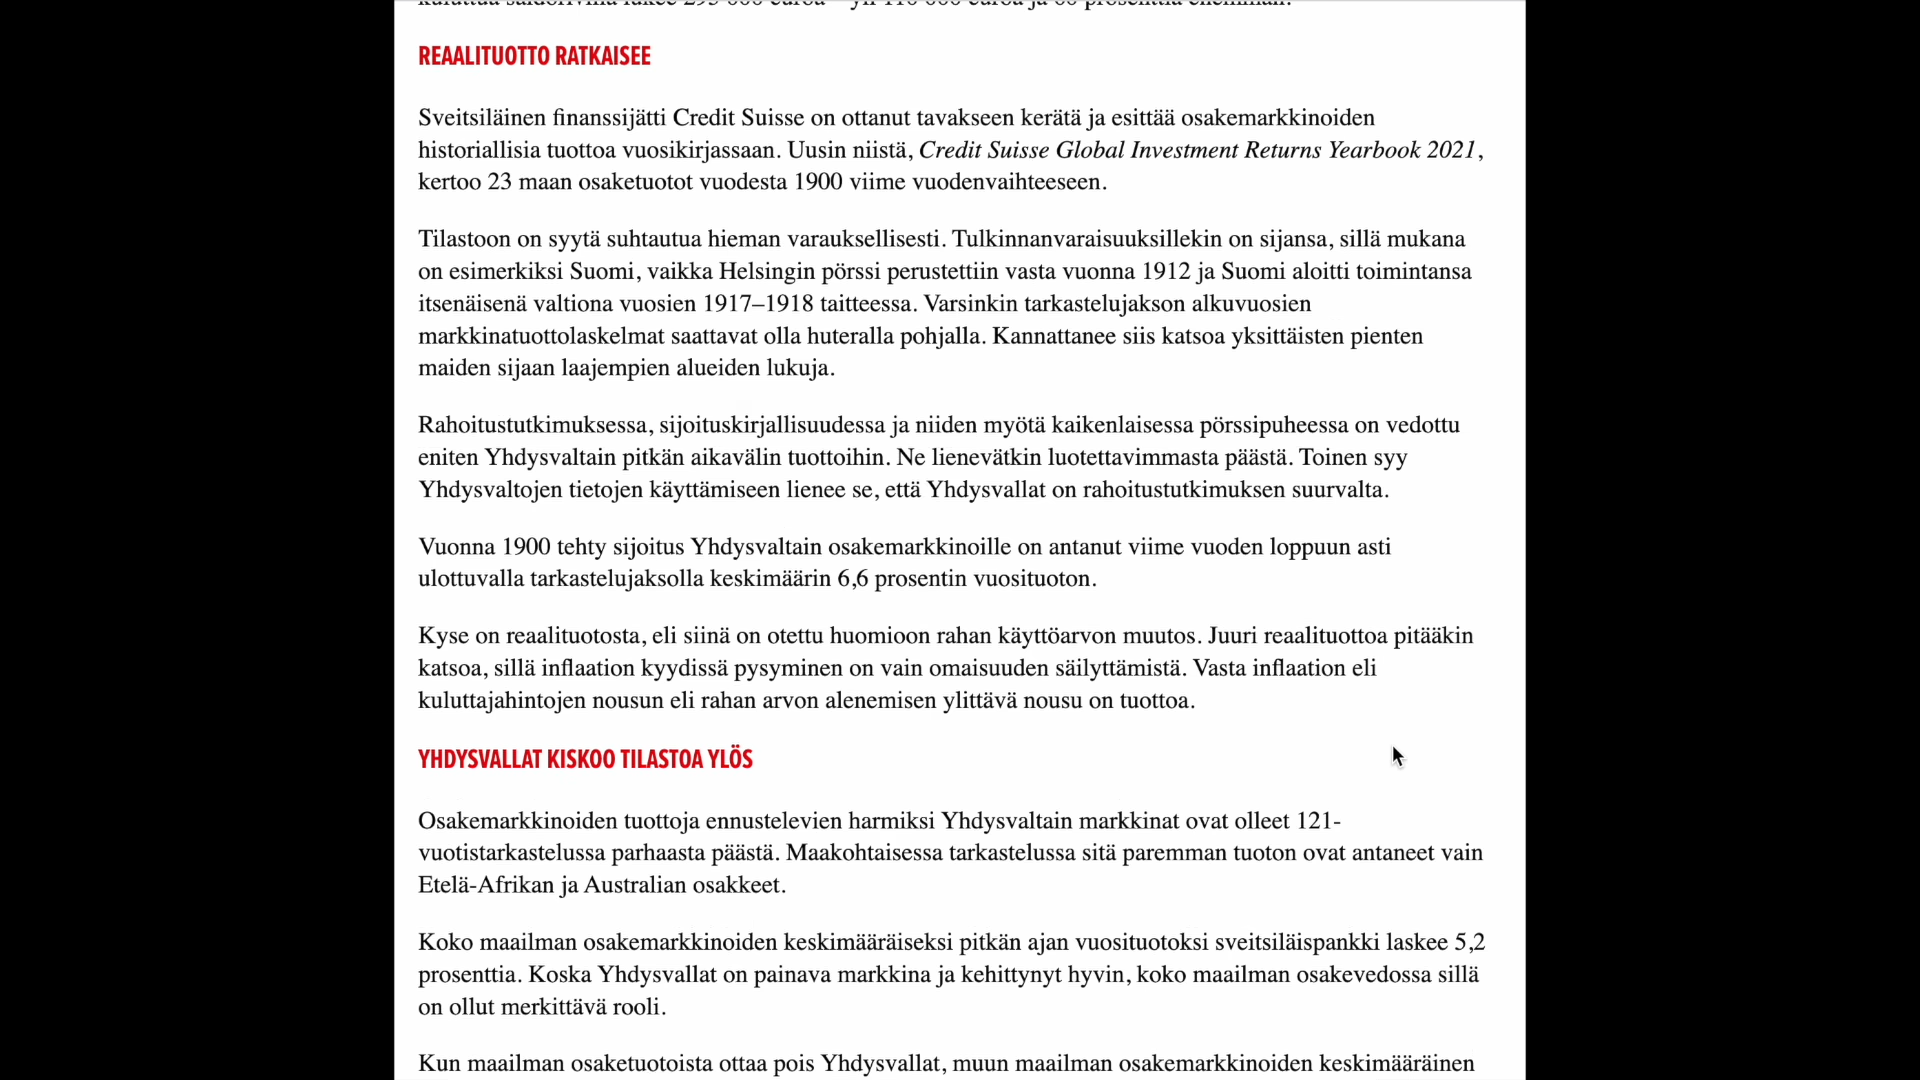 REAALITUOTTO RATKAISEE
Sveitsiläinen finanssijätti Credit Suisse on ottanut tavakseen kerätä ja esittää osakemarkkinoiden
historiallisia tuottoa vuosikirjassaan. Uusin niistä, Credit Suisse Global Investment Returns Yearbook 2021,
kertoo 23 maan osaketuotot vuodesta 1900 viime vuodenvaihteeseen.
Tilastoon on syytä suhtautua hieman varauksellisesti. Tulkinnanvaraisuuksillekin on sijansa, sillä mukana
on esimerkiksi Suomi, vaikka Helsingin pörssi perustettiin vasta vuonna 1912 ja Suomi aloitti toimintansa
itsenäisenä valtiona vuosien 1917–1918 taitteessa. Varsinkin tarkastelujakson alkuvuosien
markkinatuottolaskelmat saattavat olla huteralla pohjalla. Kannattanee siis katsoa yksittäisten pienten
maiden sijaan laajempien alueiden lukuja.
Rahoitustutkimuksessa, sijoituskirjallisuudessa ja niiden myötä kaikenlaisessa pörssipuheessa on vedottu
eniten Yhdysvaltain pitkän aikavälin tuottoihin. Ne lienevätkin luotettavimmasta päästä. Toinen syy
Yhdysvaltojen tietojen käyttämiseen lienee se, että Yhdysvallat on rahoitustutkimuksen suurvalta.
Vuonna 1900 tehty sijoitus Yhdysvaltain osakemarkkinoille on antanut viime vuoden loppuun asti
ulottuvalla tarkastelujaksolla keskimäärin 6,6 prosentin vuosituoton.
Kyse on reaalituotosta, eli siinä on otettu huomioon rahan käyttöarvon muutos. Juuri reaalituottoa pitääkin
katsoa, sillä inflaation kyydissä pysyminen on vain omaisuuden säilyttämistä. Vasta inflaation eli
kuluttajahintojen nousun eli rahan arvon alenemisen ylittävä nousu on tuottoa.
YHDYSVALLAT KISKOO TILASTOA YLÖS
Osakemarkkinoiden tuottoja ennustelevien harmiksi Yhdysvaltain markkinat ovat olleet 121-
vuotistarkastelussa parhaasta päästä. Maakohtaisessa tarkastelussa sitä paremman tuoton ovat antaneet vain
Etelä-Afrikan ja Australian osakkeet.
Koko maailman osakemarkkinoiden keskimääräiseksi pitkän ajan vuosituotoksi sveitsiläispankki laskee 5,2
prosenttia. Koska Yhdysvallat on painava markkina ja kehittynyt hyvin, koko maailman osakevedossa sillä
on ollut merkittävä rooli.
Kun maailman osaketuotoista ottaa pois Yhdysvallat, muun maailman osakemarkkinoiden keskimääräinen